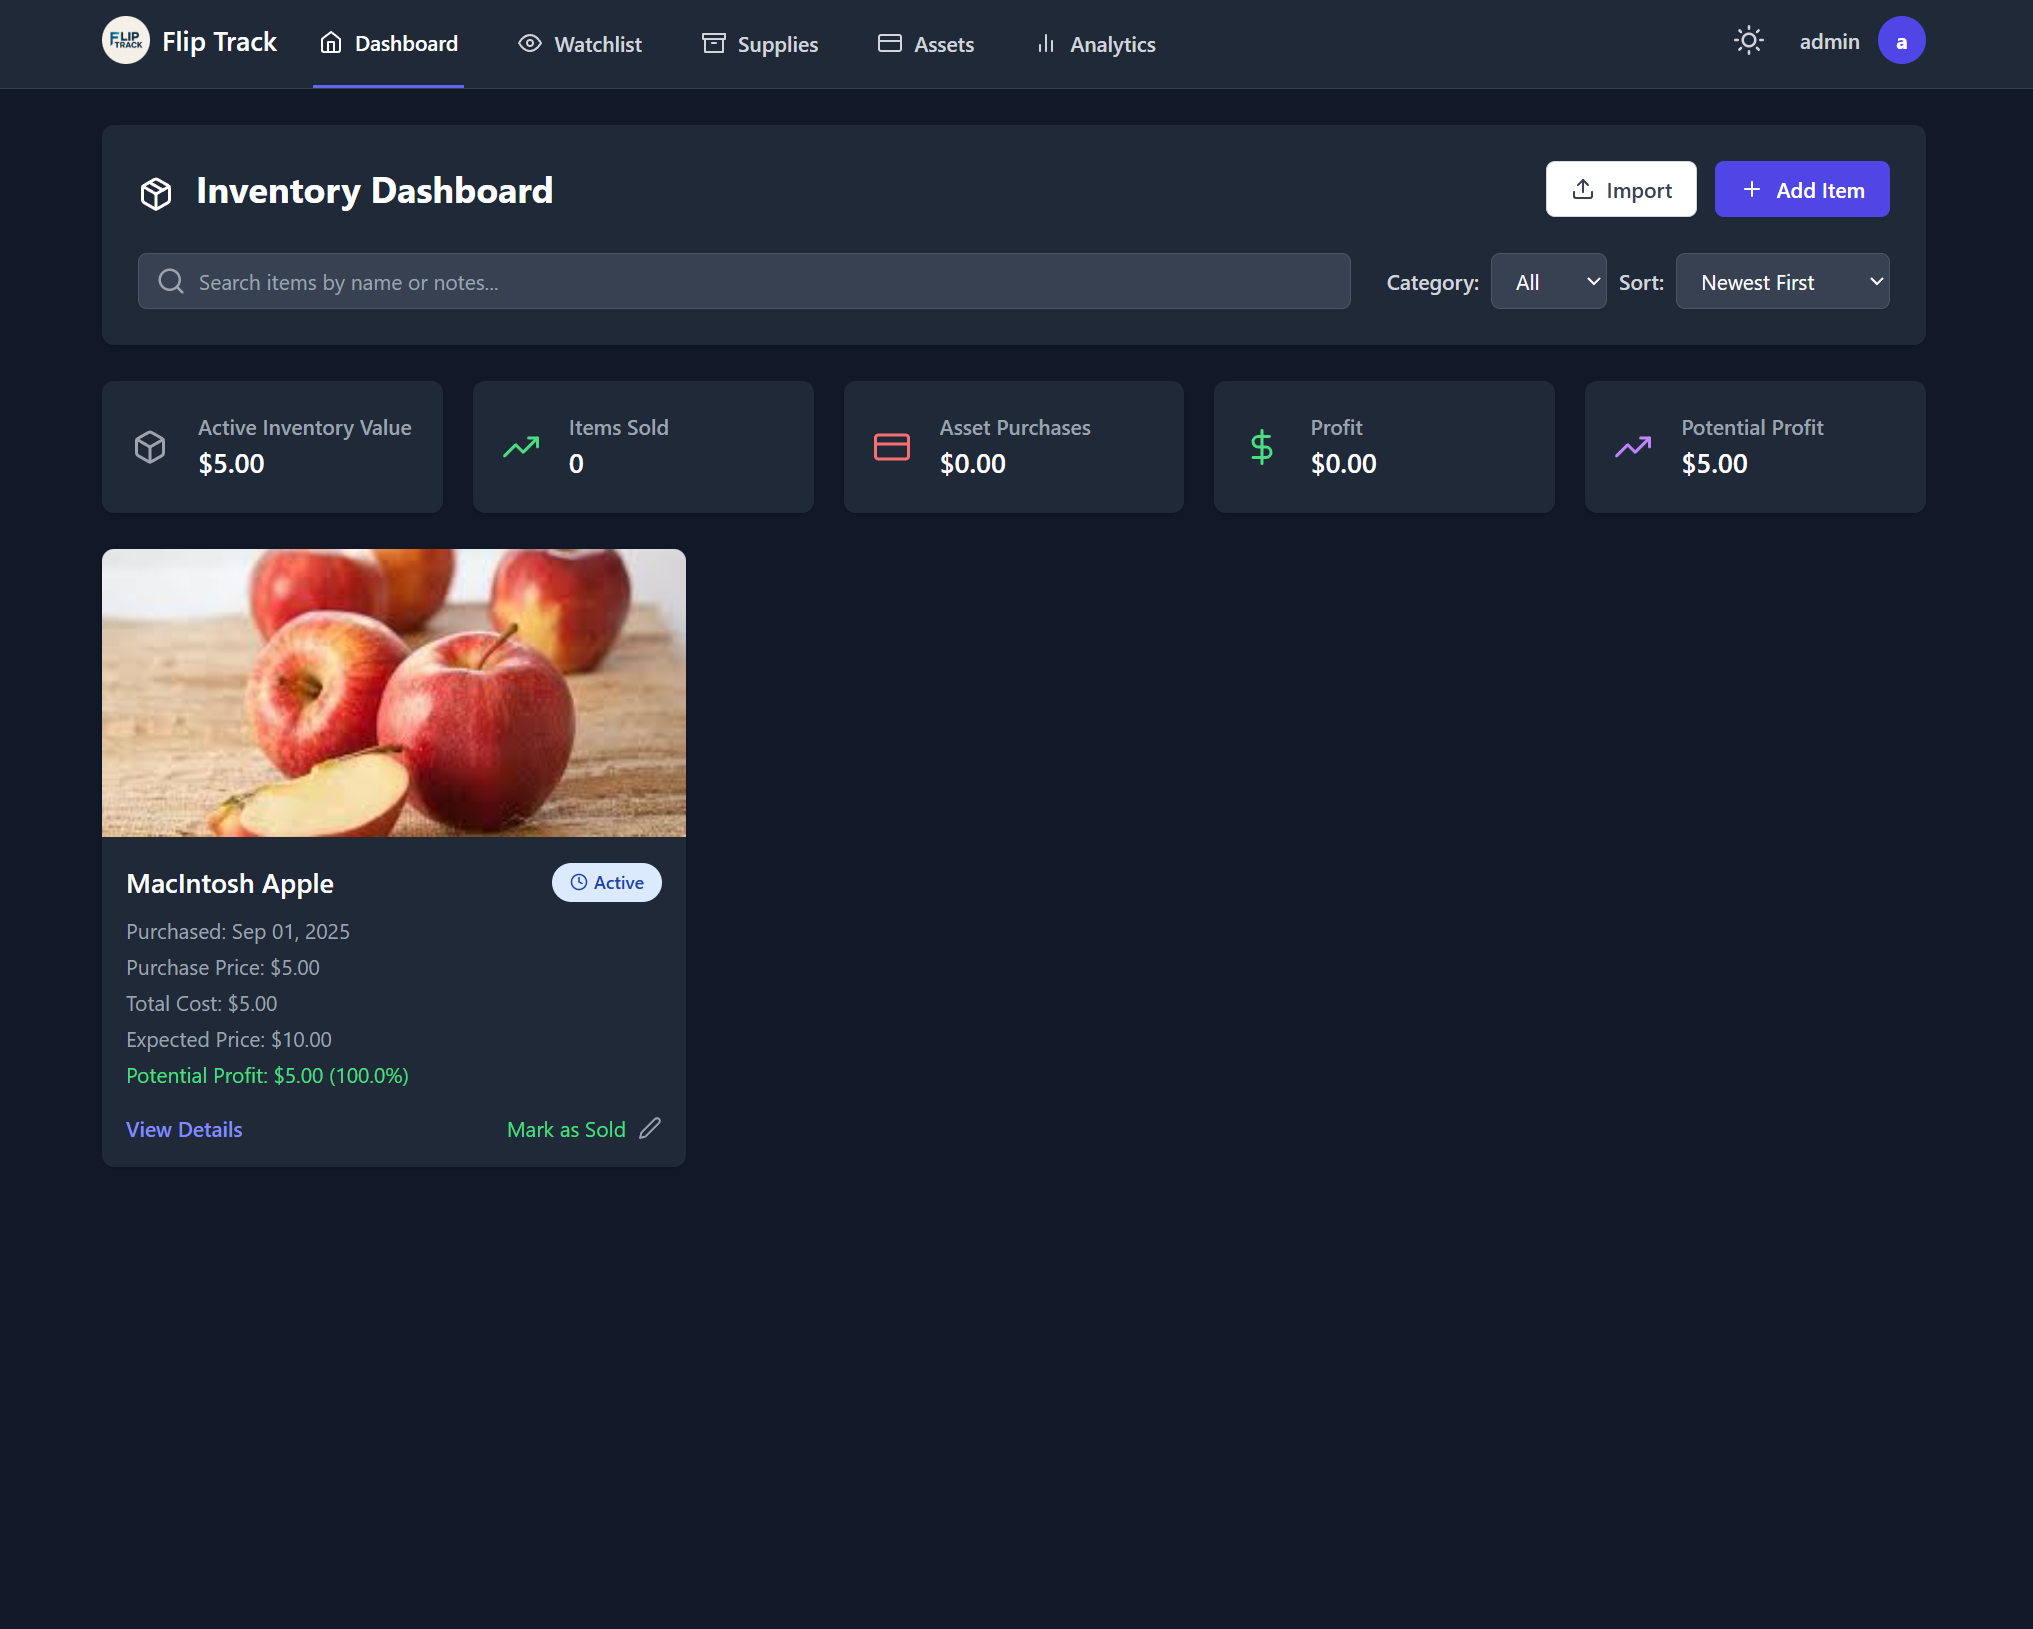 FLIP
TRACK
Flip Track
Dashboard
Watchlist
Supplies
Assets
Analytics
admin
a
Inventory Dashboard
Import
Add Item
Search items by name or notes...
Category:
All
Sort:
Newest First
Active Inventory Value
$5.00
Items Sold
0
Asset Purchases
$0.00
Profit
$0.00
Potential Profit
$5.00
MacIntosh Apple
Active
Purchased: Sep 01, 2025
Purchase Price: $5.00
Total Cost: $5.00
Expected Price: $10.00
Potential Profit: $5.00 (100.0%)
View Details
Mark as Sold